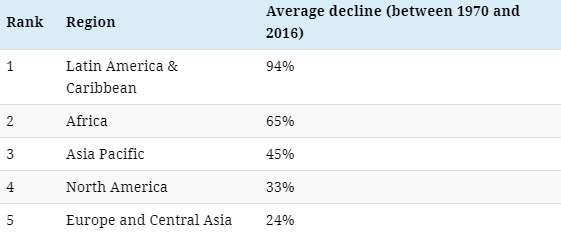 Rank Region Average decline (between 1970 and
2016)
1 Latin America & 94%
Caribbean
2 Africa 65%
3 Asia Pacific 45%
4 North America 33%
5 Europe and Central Asia 24%